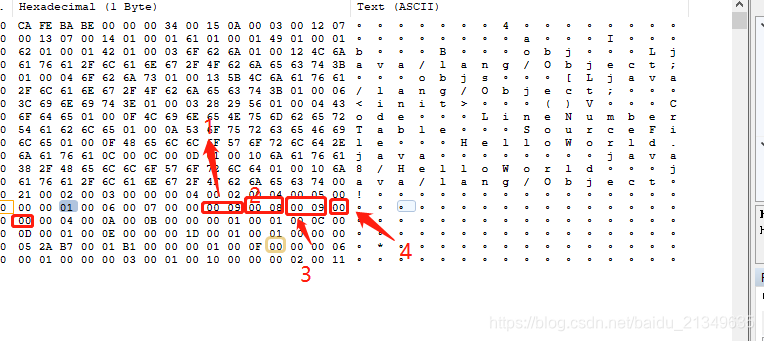 Hexadecimal (1 Byte) Text (ASCII)
0 CA FE BA BE 00 00 00 34 00 15 0A 00 03 00 12 07 ° ° ° ° ° ° ° 4 ° ° ° ° ° ° ° °
0 00 13 07 00 14 01 00 01 61 01 00 01 49 01 00 01 ° ° ° ° ° ° ° ° a ° ° ° I ° ° °
0 62 01 00 01 42 01 00 03 6F 62 6A 01 00 12 4C 6A b ° ° ° B ° ° ° o b j ° ° ° L j
0 61 76 61 2F 6C 61 6E 67 2F 4F 62 6A 65 63 74 3B a v a / l a n g / O b j e c t ;
0 01 00 04 6F 62 6A 73 01 00 13 5B 4C 6A 61 76 61 ° ° ° o b j s ° ° ° [ L j a v a
0 2F 6C 61 6E 67 2F 4F 62 6A 65 63 74 3B 01 00 06 / l a n g / O b j e c t ; ° ° °
0 3C 69 6E 69 74 3E 01 00 03 28 29 56 01 00 04 43 < i n i t > ° ° ° ( ) V ° ° ° C
0 6F 64 65 01 00 0F 4C 69 6E 65 4E 75 6D 62 65 72 o d e ° ° ° L i n e N u m b e r
0 54 61 62 6C 65 01 00 0A 53 6F 75 72 63 65 46 69 T a b l e ° ° ° S o u r c e F i
0 6C 65 01 00 0F 48 65 6C 6C 6F 57 6F 72 6C 64 2E l e ° ° ° H e l l o W o r l d .
0 6A 61 76 61 0C 00 0C 00 0D 01 00 10 6A 61 76 61 j a v a ° ° ° ° ° ° ° ° j a v a
0 38 2F 48 65 6C 6C 6F 57 6F 72 6C 64 01 00 10 6A 8 / H e l l o W o r l d ° ° ° j
0 61 76 61 2F 6C 61 6E 67 2F 4F 62 6A 65 63 74 00 a v a / l a n g / O b j e c t °
0 21 00 02 00 03 00 00 00 04 00 02 00 04 00 05 00 ! ° ° ° ° ° ° ° ° ° ° ° ° ° ° °
0 00 00 01 00 06 00 07 00 00 00 09 00 08 00 09 00 ° ° ° ° ° ° ° ° ° ° ° ° ° ° ° °
0 00 00 04 00 0A 00 0B 00 00 00 01 00 01 00 0C 00 ° ° ° ° ° ° ° ° ° ° ° ° ° ° ° °
0 0D 00 01 00 0E 00 00 00 1D 00 01 00 01 00 00 00 ° ° ° ° ° ° ° ° ° ° ° ° ° ° ° °
0 05 2A B7 00 01 B1 00 00 00 01 00 0F 00 00 00 06 ° * ° ° ° ° ° ° ° ° ° ° ° ° ° °
0 00 01 00 00 00 03 00 01 00 10 00 00 00 02 00 11 ° ° ° ° ° ° ° ° ° ° ° ° ° ° ° °
1
2
3
4
https://blog.csdn.net/baidu_21349635